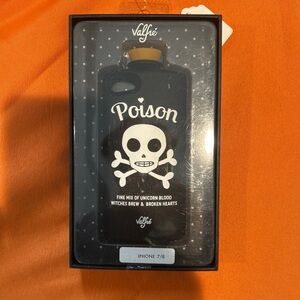 Valfré
Poison
FINE MIX OF UNICORN BLOOD
WITCHES BREW & BROKEN HEARTS
Valfré
IPHONE 7/8